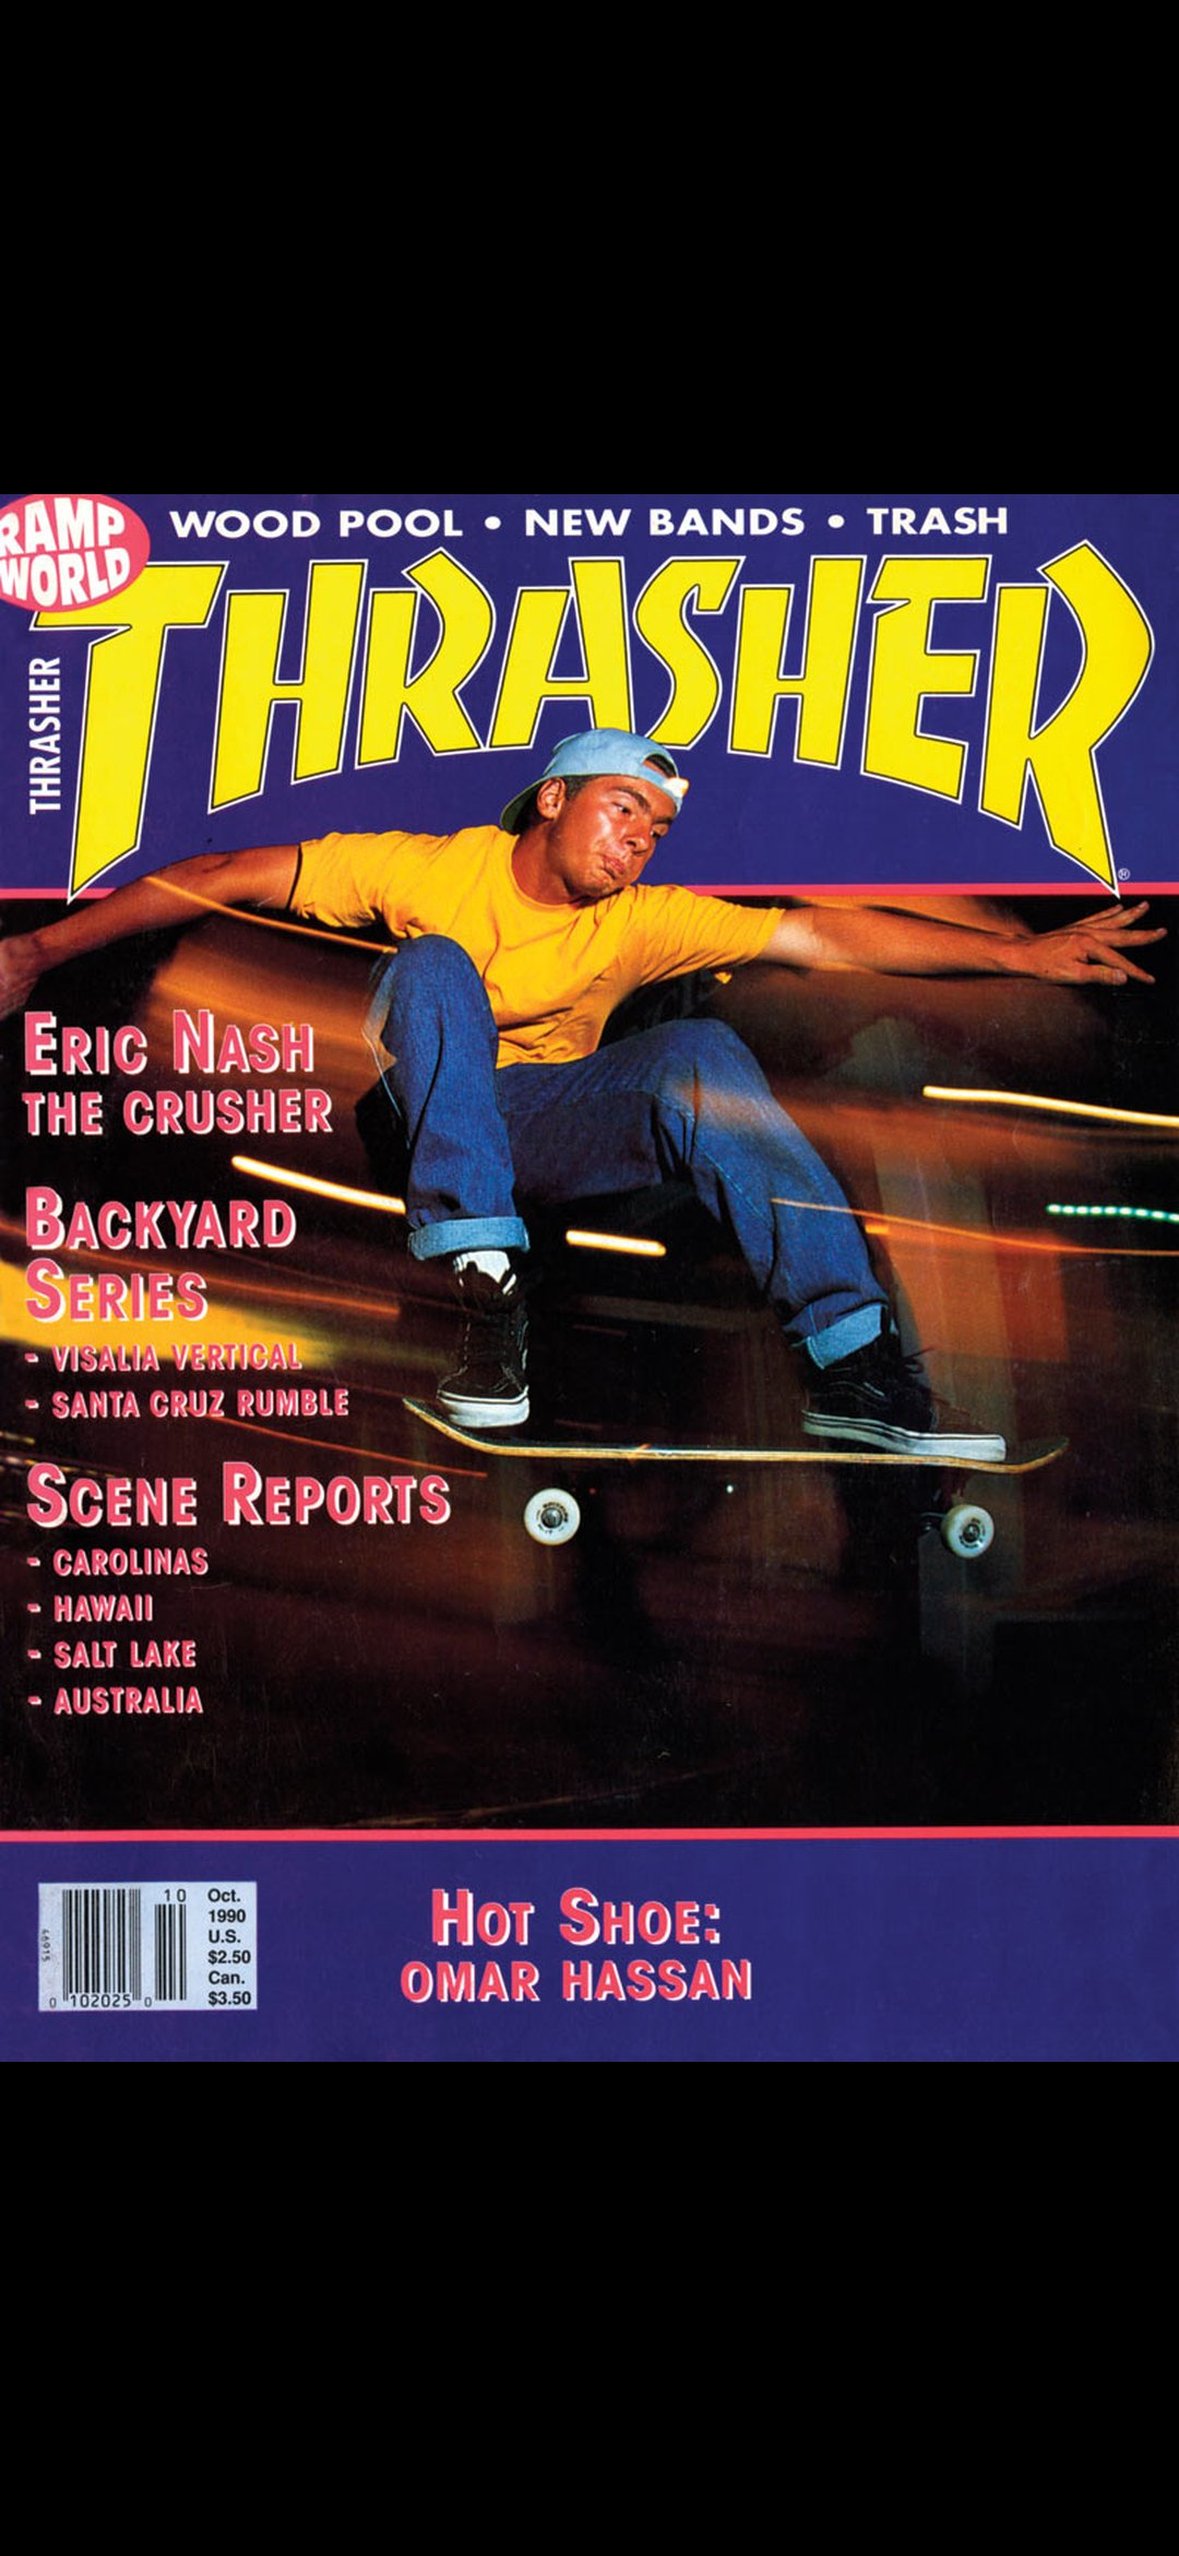 RAMP
WORLD
WOOD POOL • NEW BANDS • TRASH
THRASHER
THRASHER
®
ERIC NASH
THE CRUSHER
BACKYARD
SERIES
- VISALIA VERTICAL
- SANTA CRUZ RUMBLE
SCENE REPORTS
- CAROLINAS
- HAWAII
- SALT LAKE
- AUSTRALIA
HOT SHOE:
OMAR HASSAN
10
Oct.
1990
U.S.
$2.50
Can.
$3.50
46915
0 102025 0